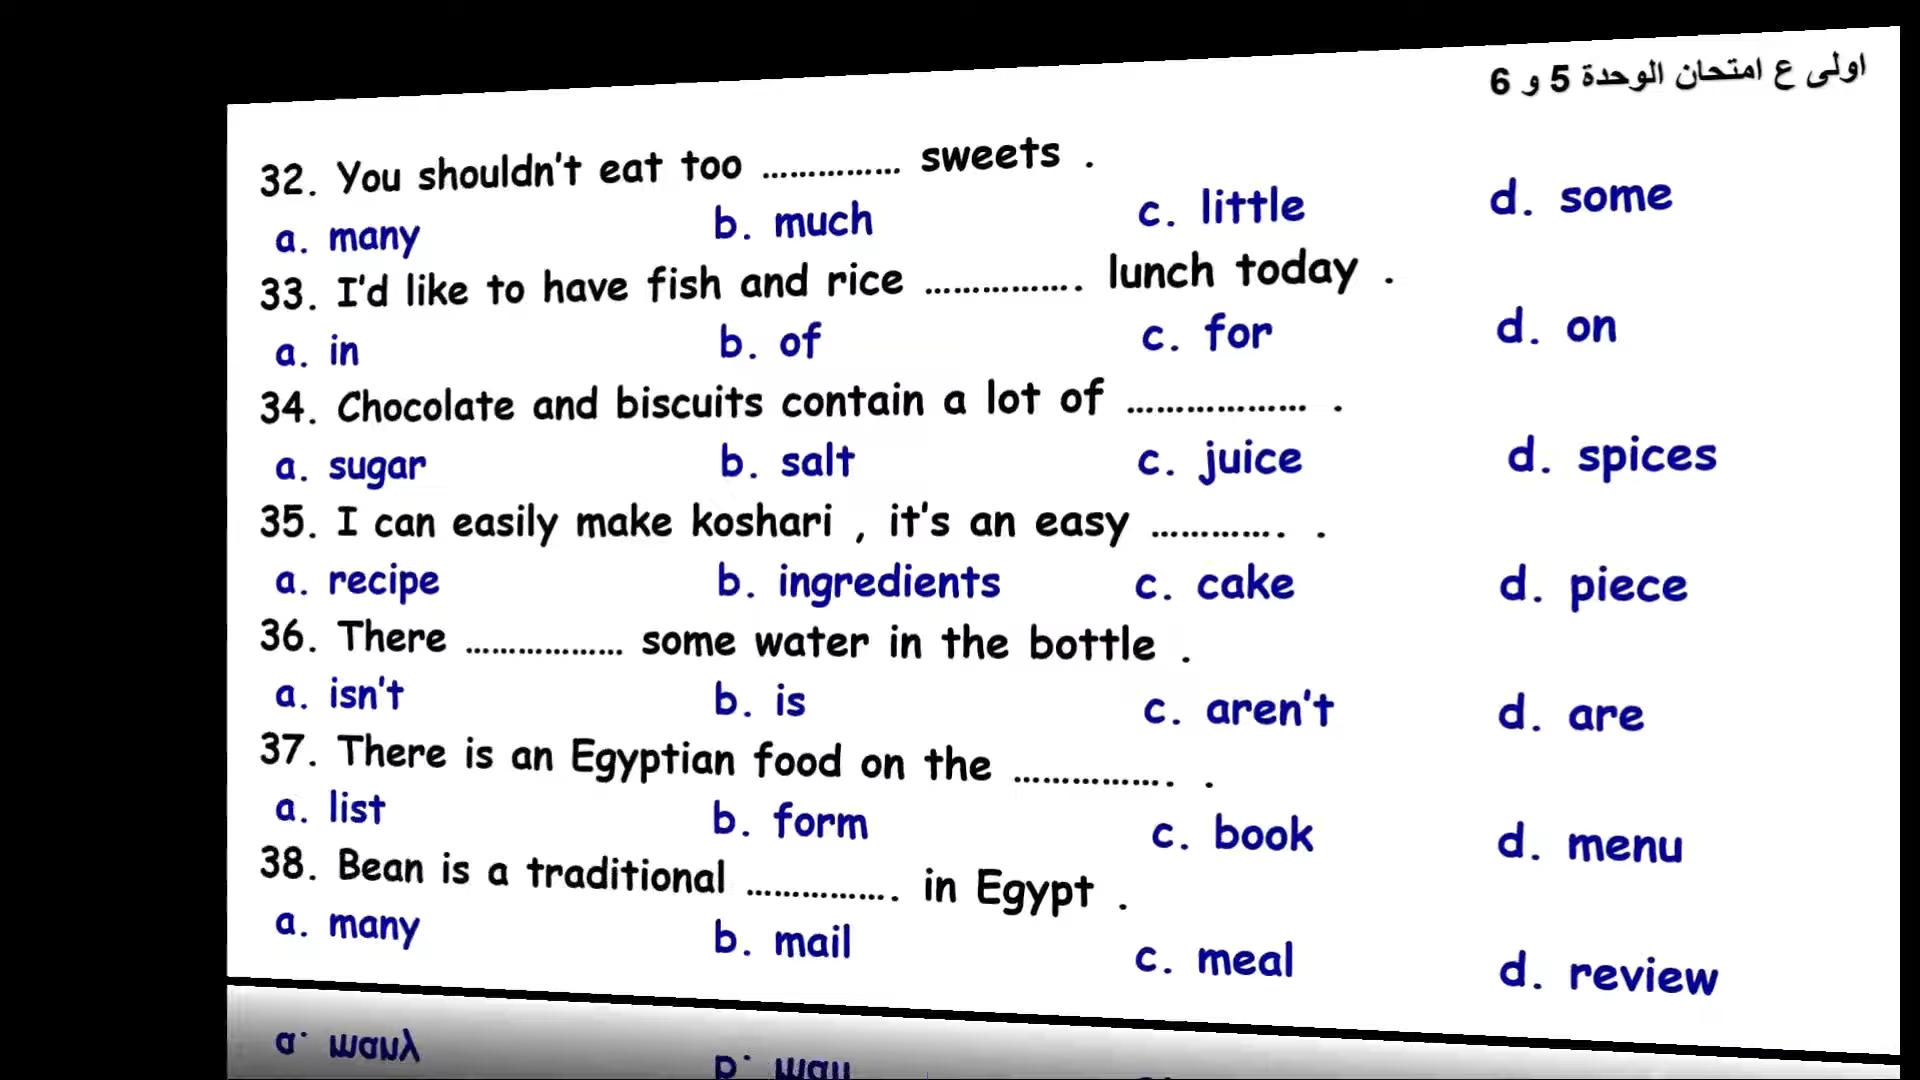 اولى ع امتحان الوحدة 5 و 6
32. You shouldn't eat too ............... sweets .
a. many b. much c. little d. some
33. I'd like to have fish and rice ................ lunch today .
a. in b. of c. for d. on
34. Chocolate and biscuits contain a lot of .................. .
a. sugar b. salt c. juice d. spices
35. I can easily make koshari , it's an easy ............. .
a. recipe b. ingredients c. cake d. piece
36. There .................. some water in the bottle .
a. isn't b. is c. aren't d. are
37. There is an Egyptian food on the ................ .
a. list b. form c. book d. menu
38. Bean is a traditional ................ in Egypt .
a. many b. mail c. meal d. review